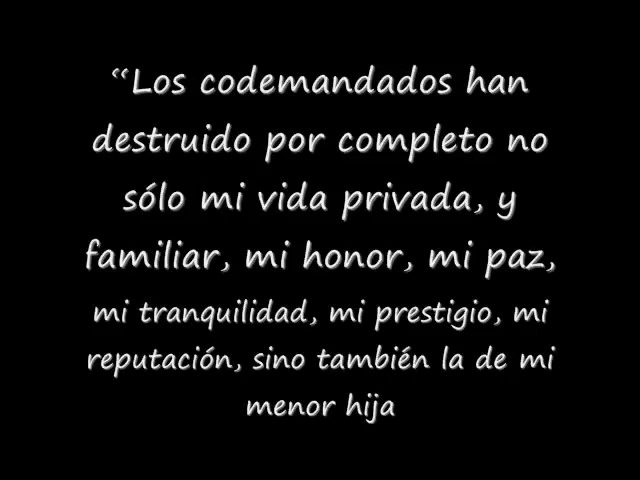 “Los codemandados han
destruido por completo no
sólo mi vida privada, y
familiar, mi honor, mi paz,
mi tranquilidad, mi prestigio, mi
reputación, sino también la de mi
menor hija